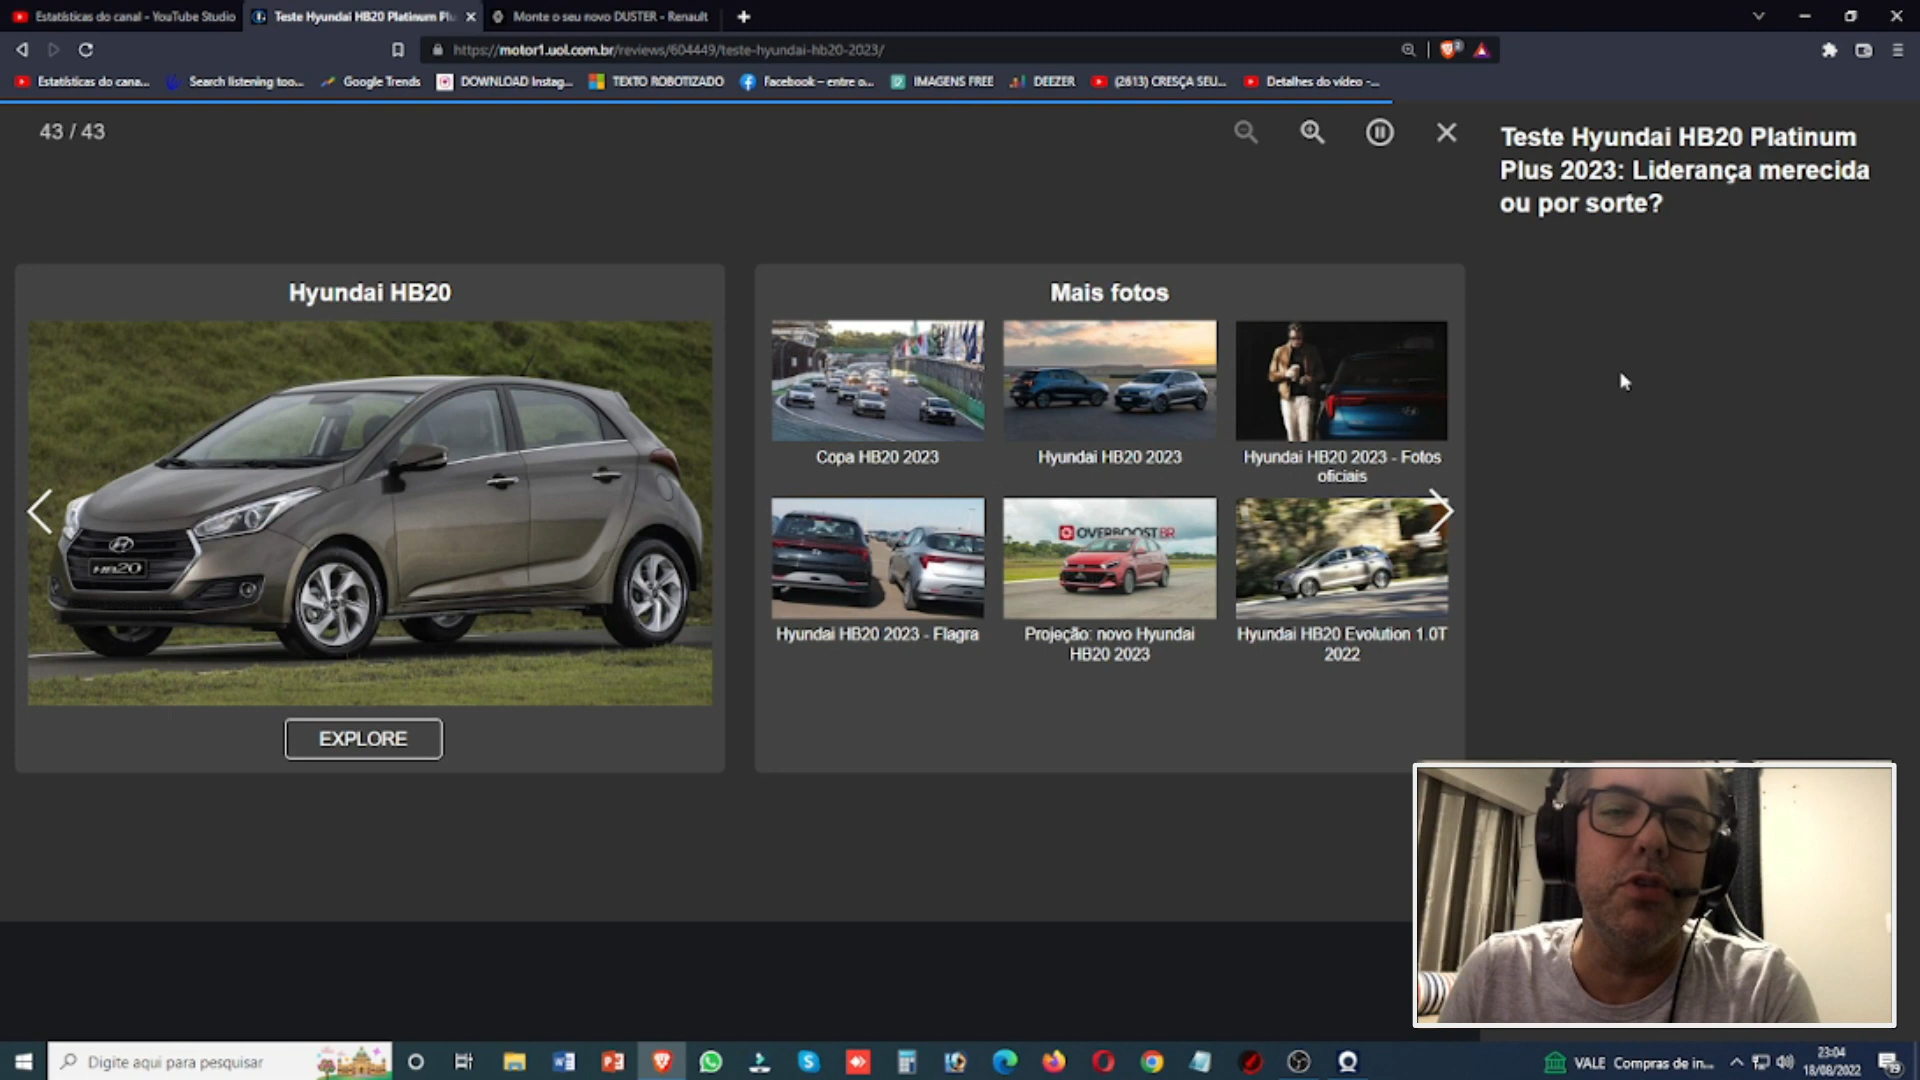 Estatísticas do canal - YouTube Studio
Teste Hyundai HB20 Platinum Plu
Monte o seu novo DUSTER - Renault
https://motor1.uol.com.br/reviews/604449/teste-hyundai-hb20-2023/
2
Estatísticas do cana...
Search listening too...
Google Trends
DOWNLOAD Instag...
TEXTO ROBOTIZADO
Facebook – entre o...
IMAGENS FREE
DEEZER
(2613) CRESÇA SEU...
Detalhes do vídeo -...
43 / 43
Teste Hyundai HB20 Platinum
Plus 2023: Liderança merecida
ou por sorte?
Hyundai HB20
HB20
EXPLORE
Mais fotos
Copa HB20 2023
Hyundai HB20 2023
Hyundai HB20 2023 - Fotos
oficiais
OVERBOOST BR
Hyundai HB20 2023 - Flagra
Projeção: novo Hyundai
HB20 2023
Hyundai HB20 Evolution 1.0T
2022
Digite aqui para pesquisar
VALE
Compras de in...
23:04
18/08/2022